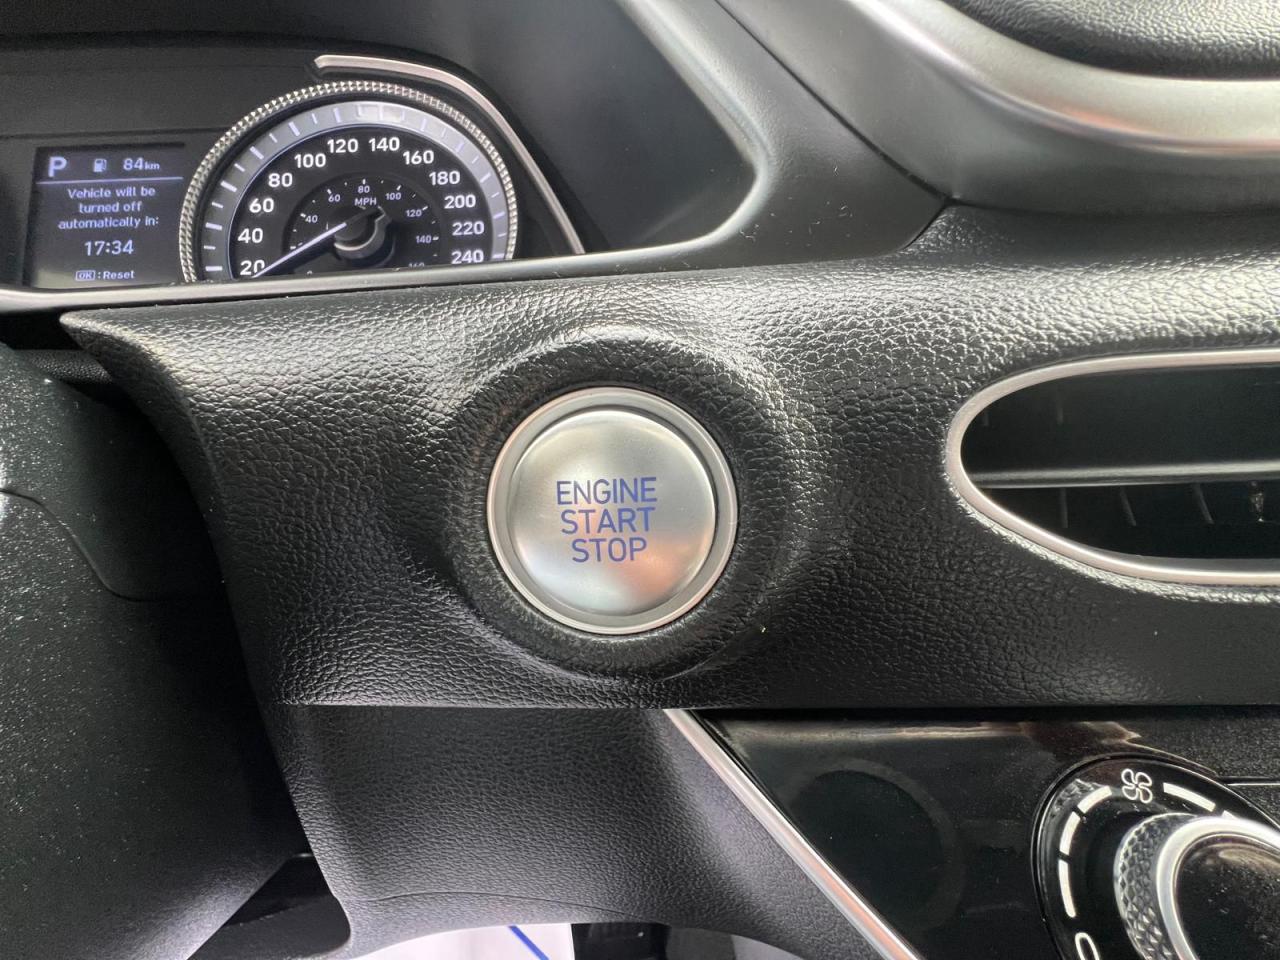 P 84km
Vehicle will be
turned off
automatically in:
17:34
OK : Reset
20 40 60 80 100 120 140 160 180 200 220 240
40 60 80 100 120 140
MPH
ENGINE
START
STOP
0